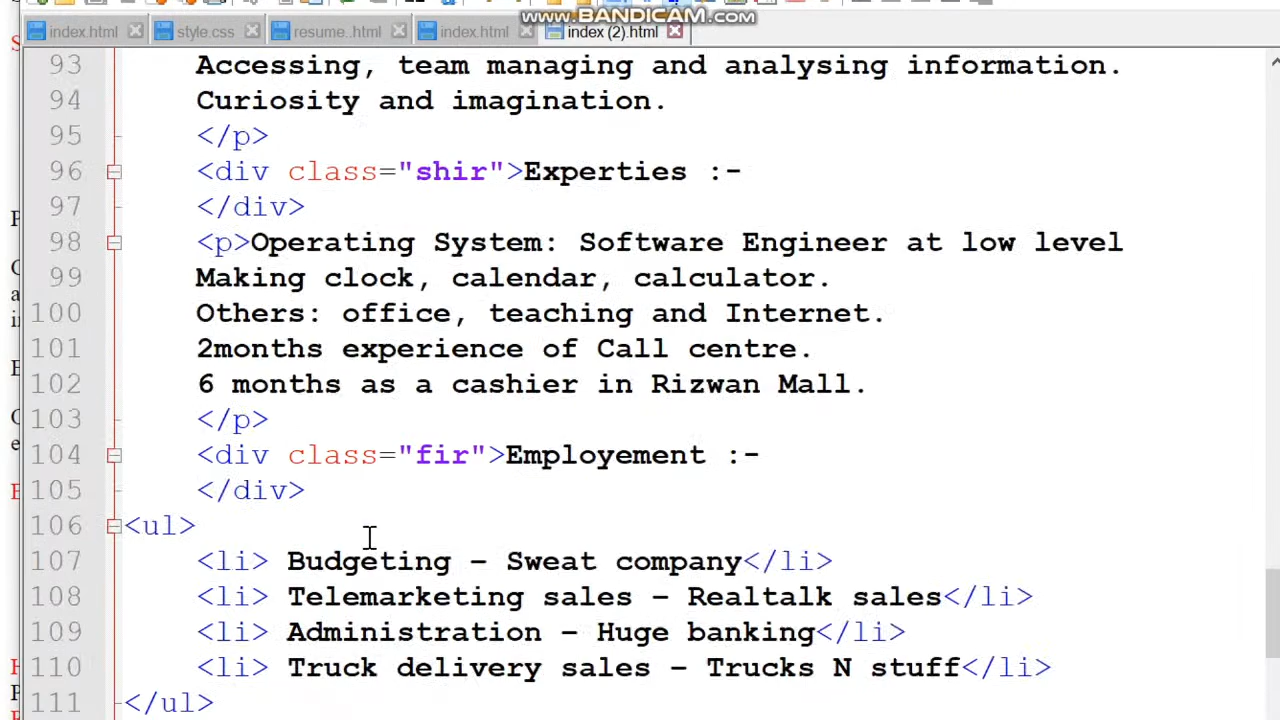 www.BANDICAM.com
index.html style.css resume..html index.html index (2).html
93 Accessing, team managing and analysing information.
94 Curiosity and imagination.
95 </p>
96 <div class="shir">Experties :-
97 </div>
98 <p>Operating System: Software Engineer at low level
99 Making clock, calendar, calculator.
100 Others: office, teaching and Internet.
101 2months experience of Call centre.
102 6 months as a cashier in Rizwan Mall.
103 </p>
104 <div class="fir">Employement :-
105 </div>
106 <ul>
107 <li> Budgeting – Sweat company</li>
108 <li> Telemarketing sales – Realtalk sales</li>
109 <li> Administration – Huge banking</li>
110 <li> Truck delivery sales – Trucks N stuff</li>
111 </ul>